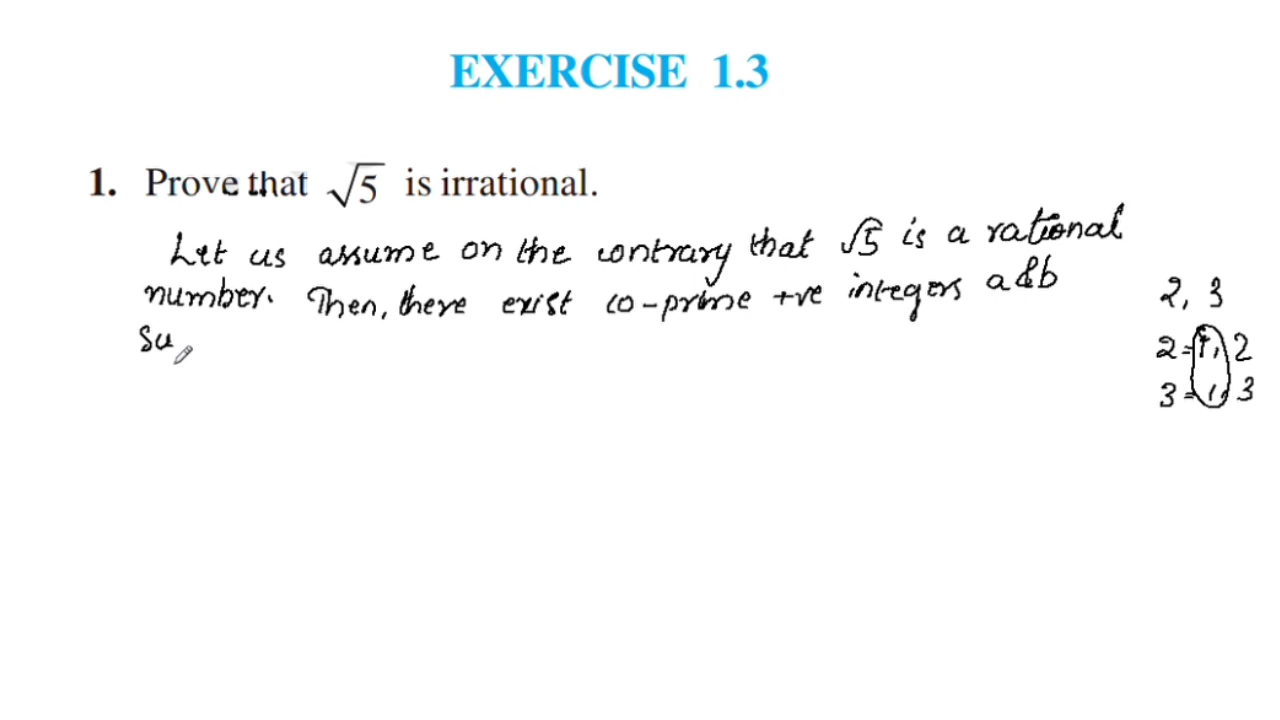 EXERCISE 1.3
1. Prove that √5 is irrational.
Let us assume on the contrary that √5 is a rational
number. Then, there exist co-prime +ve integers a & b
Su
2, 3
2 = 1, 2
3 = 1, 3